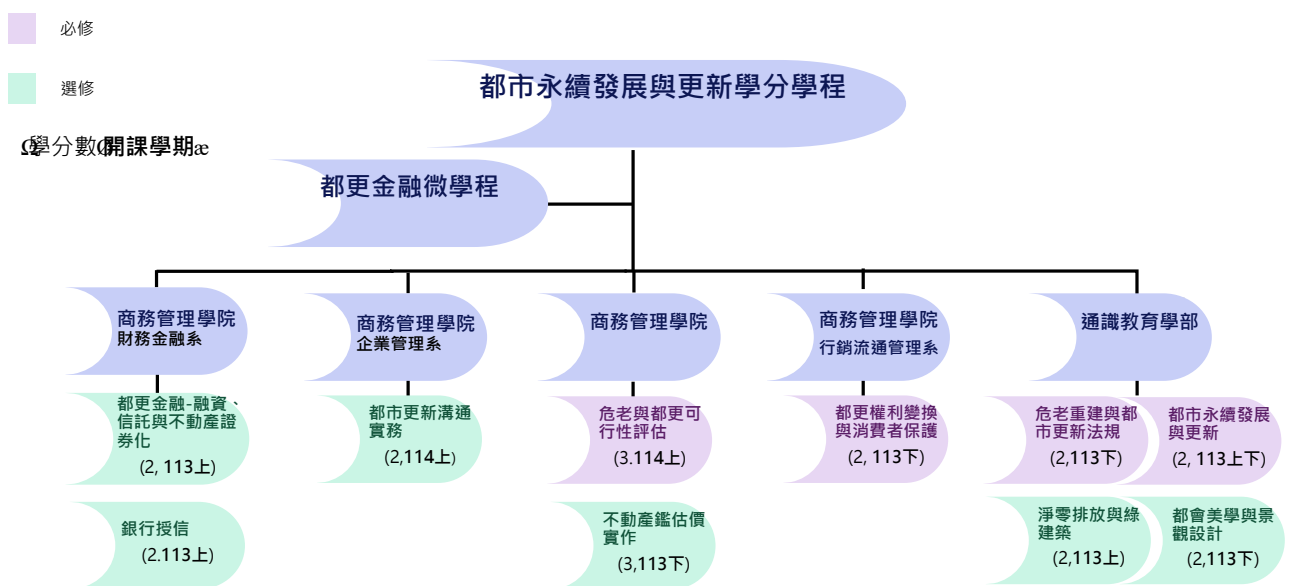 必修
選修
學分數 開課學期æ
都市永續發展與更新學分學程
都更金融微學程
商務管理學院
財務金融系
商務管理學院
企業管理系
商務管理學院
商務管理學院
行銷流通管理系
通識教育學部
都更金融-融資、
信託與不動產證
券化
(2, 113上)
都市更新溝通
實務
(2,114上)
危老與都更可
行性評估
(3.114上)
都更權利變換
與消費者保護
(2, 113下)
危老重建與都
市更新法規
(2,113下)
都市永續發展
與更新
(2, 113上下)
銀行授信
(2.113上)
不動產鑑估價
實作
(3,113下)
淨零排放與綠
建築
(2,113上)
都會美學與景
觀設計
(2,113下)